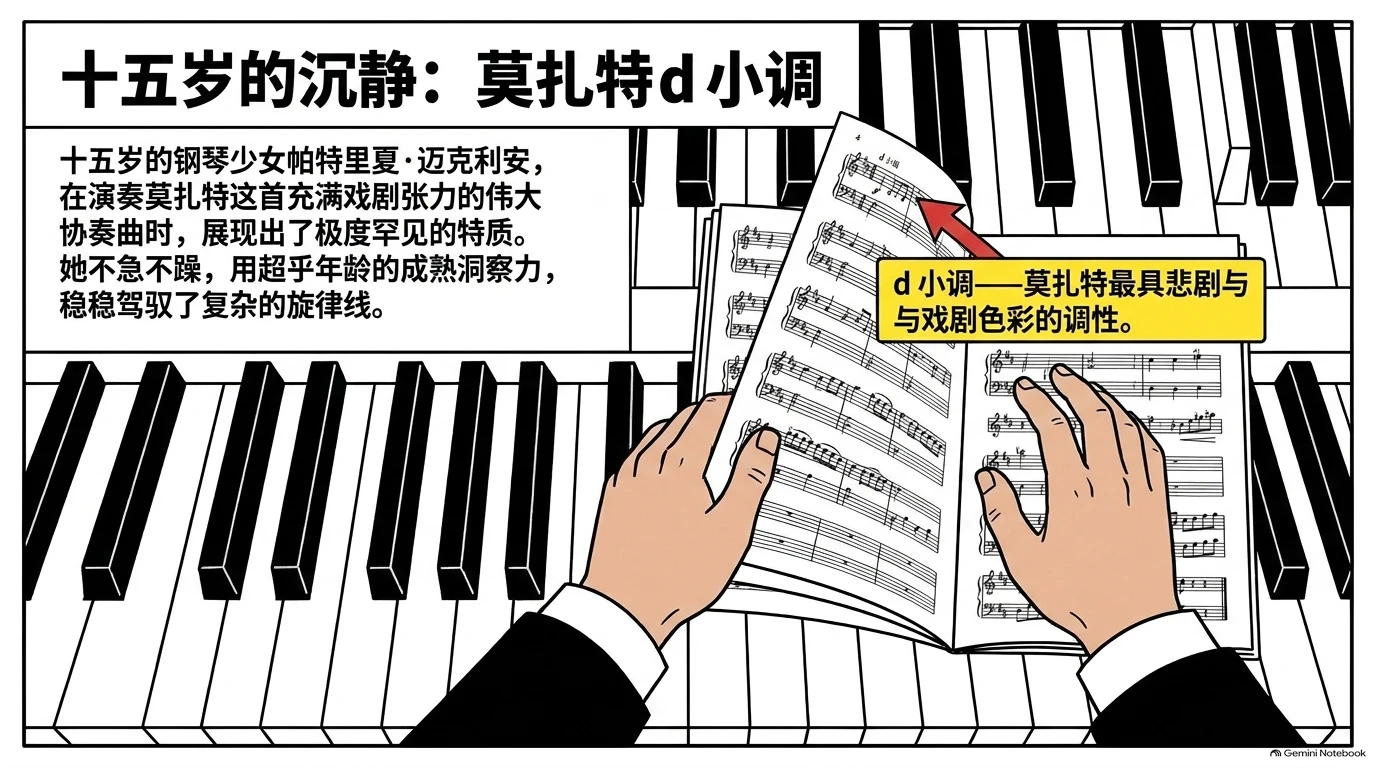 十五岁的沉静：莫扎特d小调
十五岁的钢琴少女帕特里夏·迈克利安，
在演奏莫扎特这首充满戏剧张力的伟大
协奏曲时，展现出了极度罕见的特质。
她不急不躁，用超乎年龄的成熟洞察力，
稳稳驾驭了复杂的旋律线。
d 小调
d 小调——莫扎特最具悲剧与
与戏剧色彩的调性。
Gemini Notebook